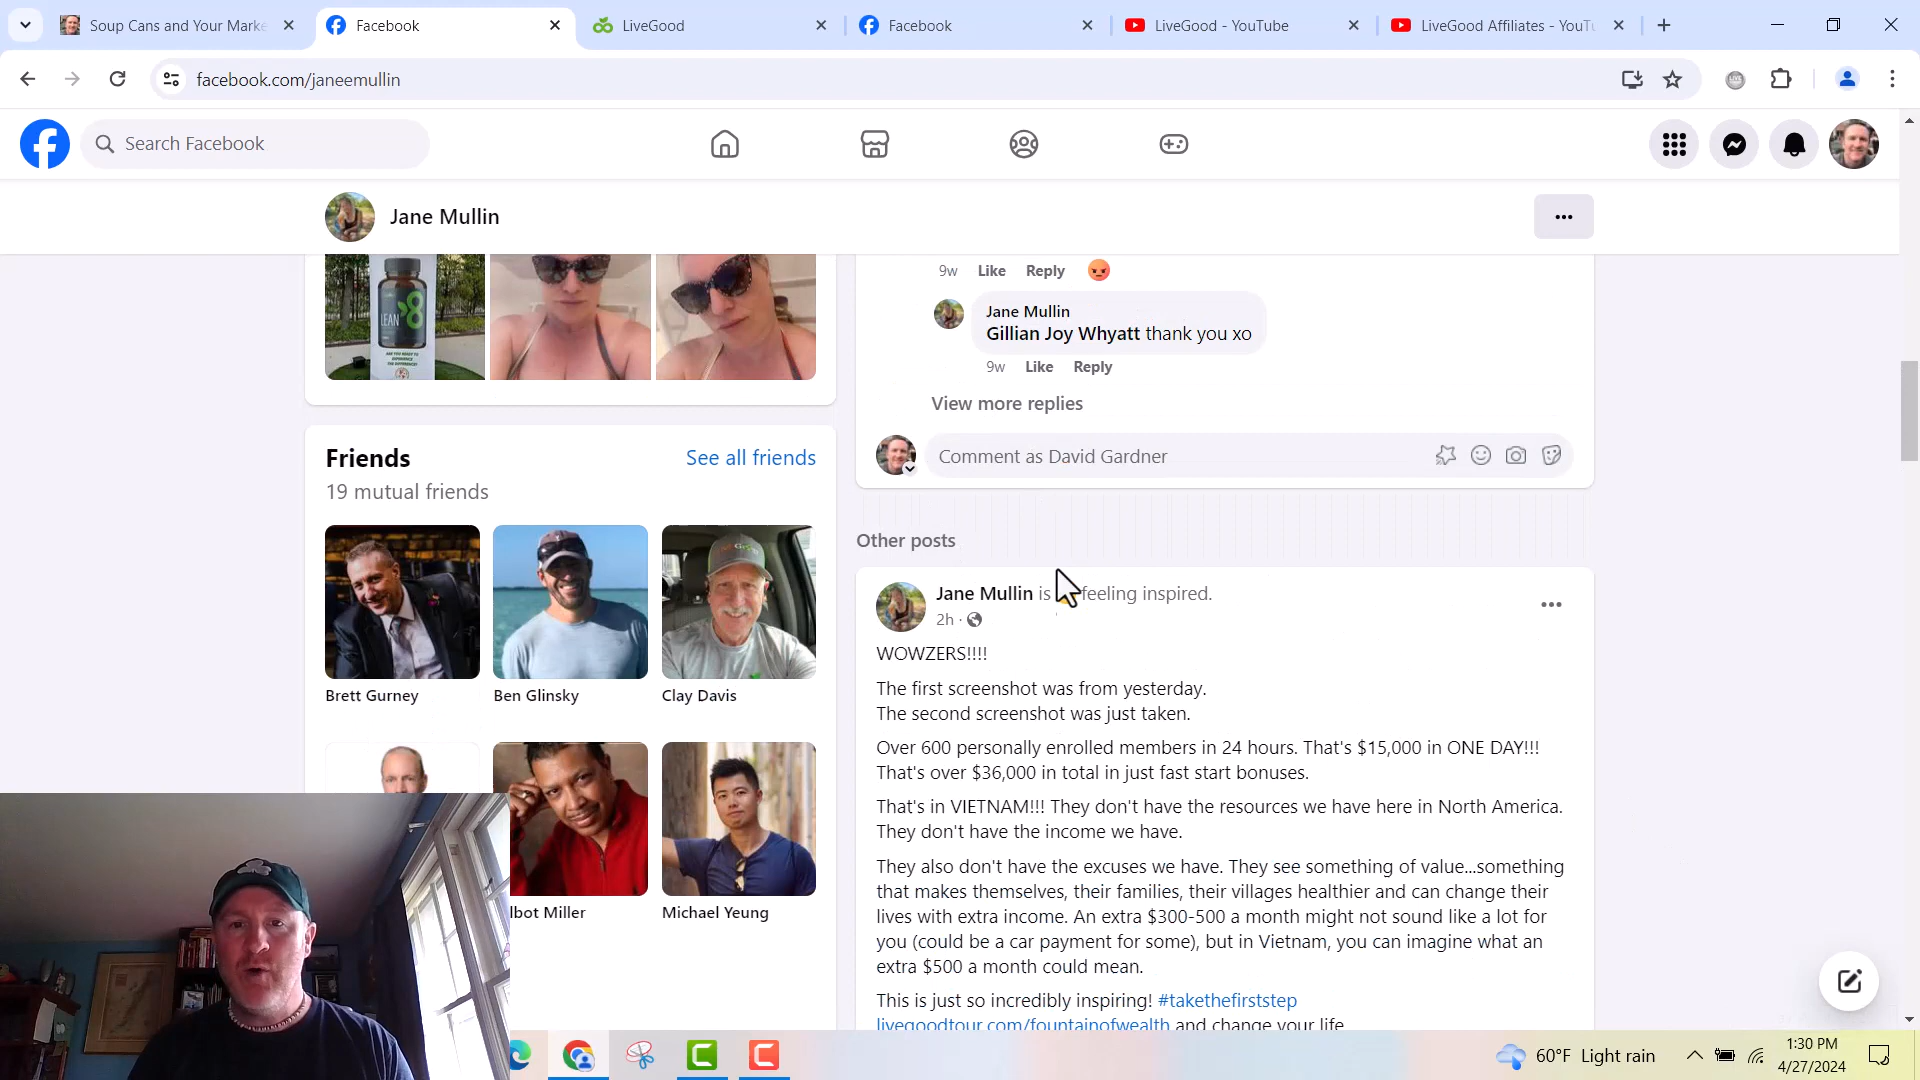 Soup Cans and Your Marke
Facebook
LiveGood
Facebook
LiveGood - YouTube
LiveGood Affiliates - YouTu
facebook.com/janeemullin
Search Facebook
Jane Mullin
LEAN 8
9w Like Reply
Jane Mullin
Gillian Joy Whyatt thank you xo
9w Like Reply
View more replies
Comment as David Gardner
Friends
See all friends
19 mutual friends
Brett Gurney
Ben Glinsky
Clay Davis
lbot Miller
Michael Yeung
Other posts
Jane Mullin is feeling inspired.
2h ·
WOWZERS!!!!
The first screenshot was from yesterday.
The second screenshot was just taken.
Over 600 personally enrolled members in 24 hours. That's $15,000 in ONE DAY!!!
That's over $36,000 in total in just fast start bonuses.
That's in VIETNAM!!! They don't have the resources we have here in North America.
They don't have the income we have.
They also don't have the excuses we have. They see something of value...something
that makes themselves, their families, their villages healthier and can change their
lives with extra income. An extra $300-500 a month might not sound like a lot for
you (could be a car payment for some), but in Vietnam, you can imagine what an
extra $500 a month could mean.
This is just so incredibly inspiring! #takethefirststep
livegoodtour.com/fountainofwealth and change your life
60°F Light rain
1:30 PM
4/27/2024